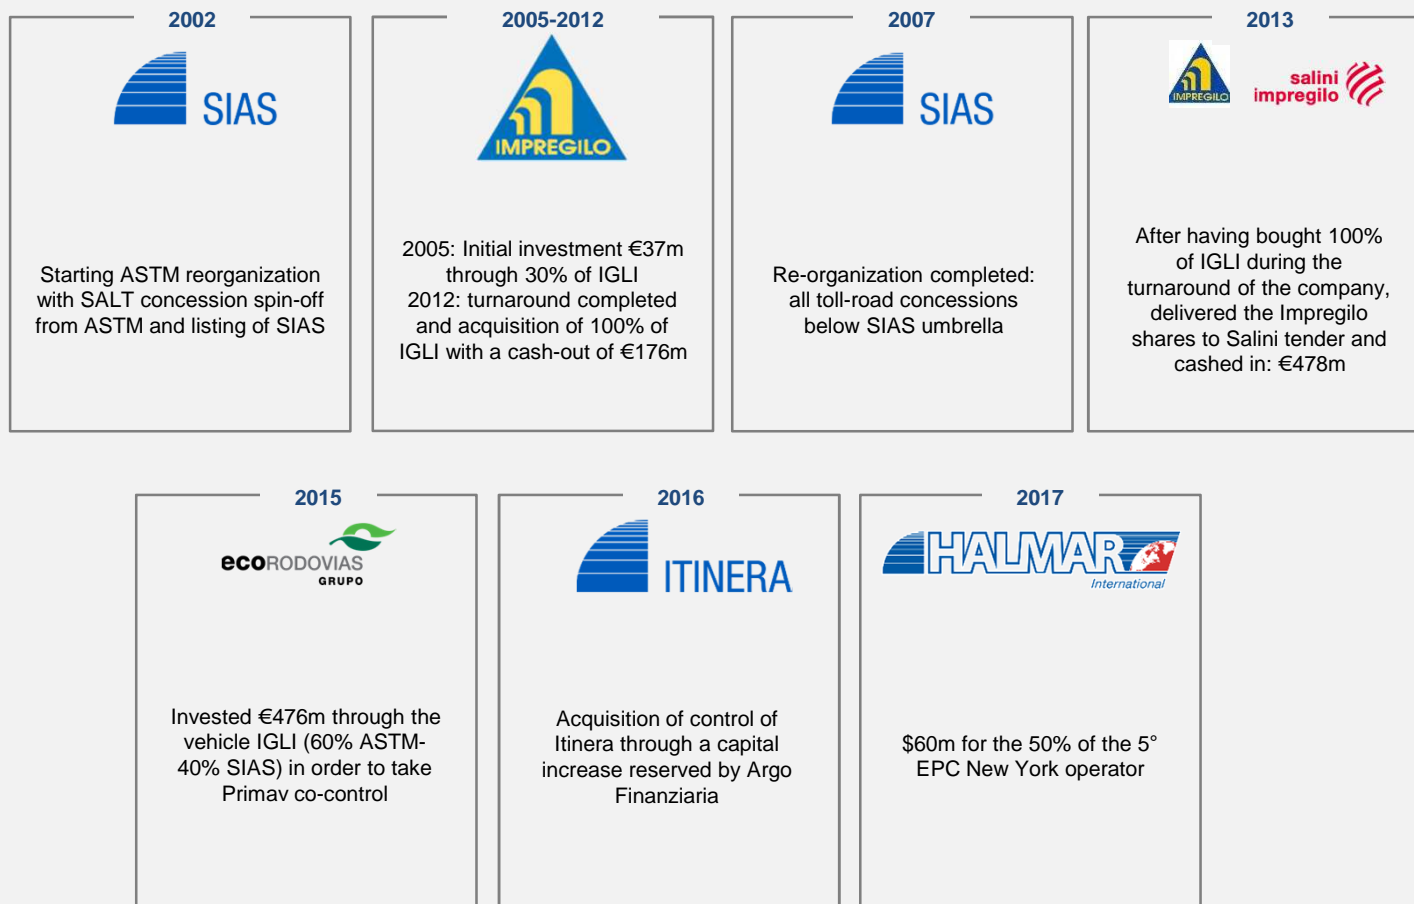 2002
SIAS
Starting ASTM reorganization
with SALT concession spin-off
from ASTM and listing of SIAS
2005-2012
IMPREGILO
2005: Initial investment €37m
through 30% of IGLI
2012: turnaround completed
and acquisition of 100% of
IGLI with a cash-out of €176m
2007
SIAS
Re-organization completed:
all toll-road concessions
below SIAS umbrella
2013
IMPREGILO
salini
impregilo
After having bought 100%
of IGLI during the
turnaround of the company,
delivered the Impregilo
shares to Salini tender and
cashed in: €478m
2015
ecoRODOVIAS
GRUPO
Invested €476m through the
vehicle IGLI (60% ASTM-
40% SIAS) in order to take
Primav co-control
2016
ITINERA
Acquisition of control of
Itinera through a capital
increase reserved by Argo
Finanziaria
2017
HALMAR
International
$60m for the 50% of the 5°
EPC New York operator